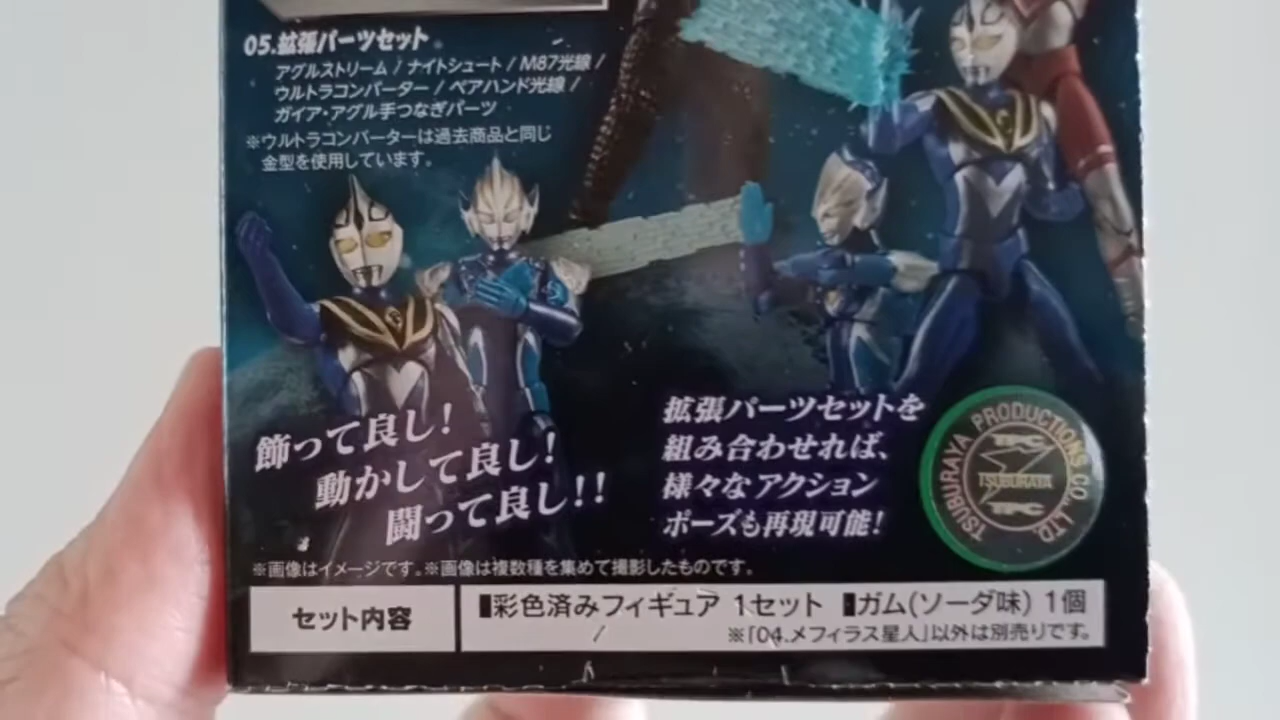 05.拡張パーツセット
アグルストリーム / ナイトシュート / M87光線 /
ウルトラコンバーター / ペアハンド光線 /
ガイア・アグル手つなぎパーツ
※ウルトラコンバーターは過去商品と同じ
金型を使用しています。
飾って良し!
動かして良し!
闘って良し!!
拡張パーツセットを
組み合わせれば、
様々なアクション
ポーズも再現可能!
TSUBURAYA PRODUCTIONS CO.,LTD.
TPC
TSUBURAYA
TPC
※画像はイメージです。※画像は複数種を集めて撮影したものです。
セット内容
■彩色済みフィギュア 1セット ■ガム(ソーダ味) 1個
※「04.メフィラス星人」以外は別売りです。